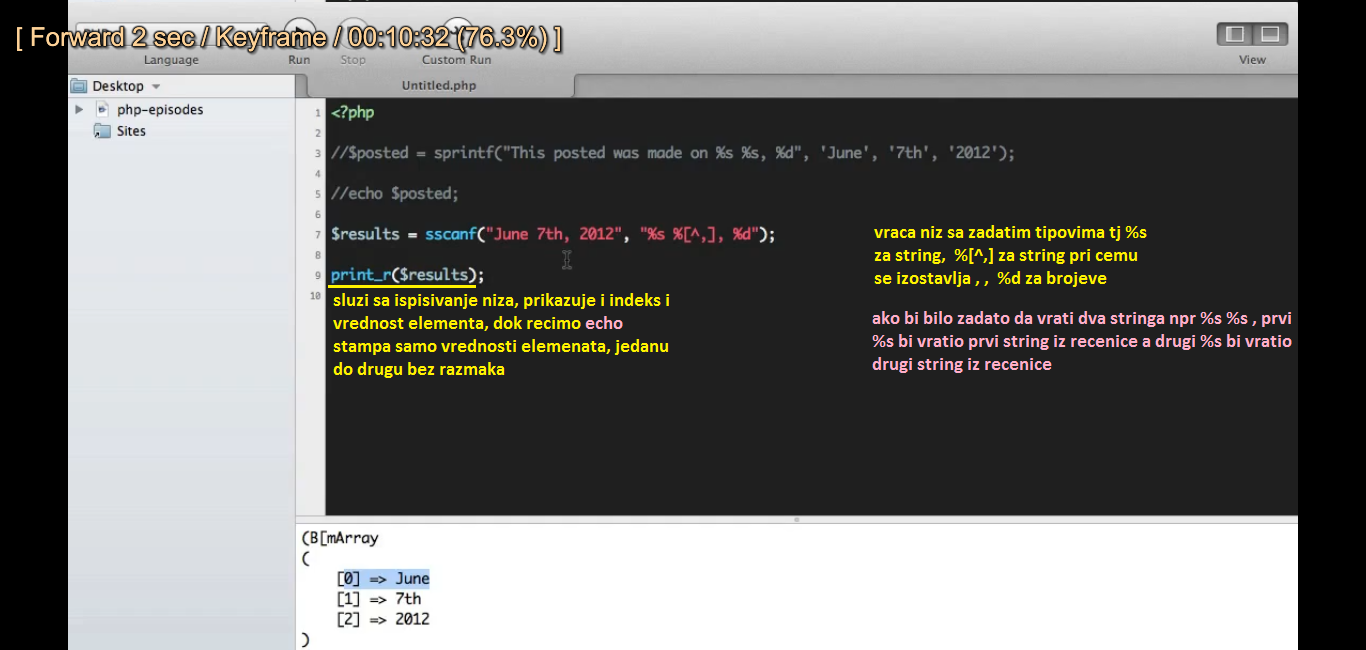 [ Forward 2 sec / Keyframe / 00:10:32 (76.3%) ]
Language Run Stop Custom Run View
Desktop
Untitled.php
php-episodes
Sites
1 <?php
2
3 //$posted = sprintf("This posted was made on %s %s, %d", 'June', '7th', '2012');
4
5 //echo $posted;
6
7 $results = sscanf("June 7th, 2012", "%s %[^,], %d");
8
9 print_r($results);
10
vraca niz sa zadatim tipovima tj %s
za string, %[^,] za string pri cemu
se izostavlja , , %d za brojeve
sluzi sa ispisivanje niza, prikazuje i indeks i
vrednost elementa, dok recimo echo
stampa samo vrednosti elemenata, jedanu
do drugu bez razmaka
ako bi bilo zadato da vrati dva stringa npr %s %s , prvi
%s bi vratio prvi string iz recenice a drugi %s bi vratio
drugi string iz recenice
(B[mArray
(
[0] => June
[1] => 7th
[2] => 2012
)